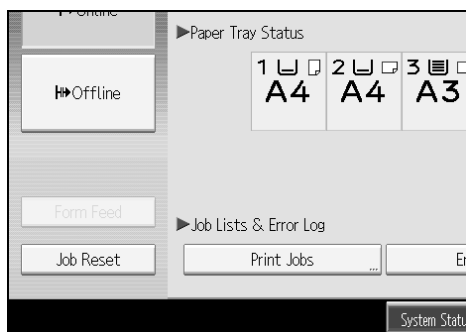 Offline
Form Feed
Job Reset
▶Paper Tray Status
1 2 3
A4 A4 A3
▶Job Lists & Error Log
Print Jobs ...
System